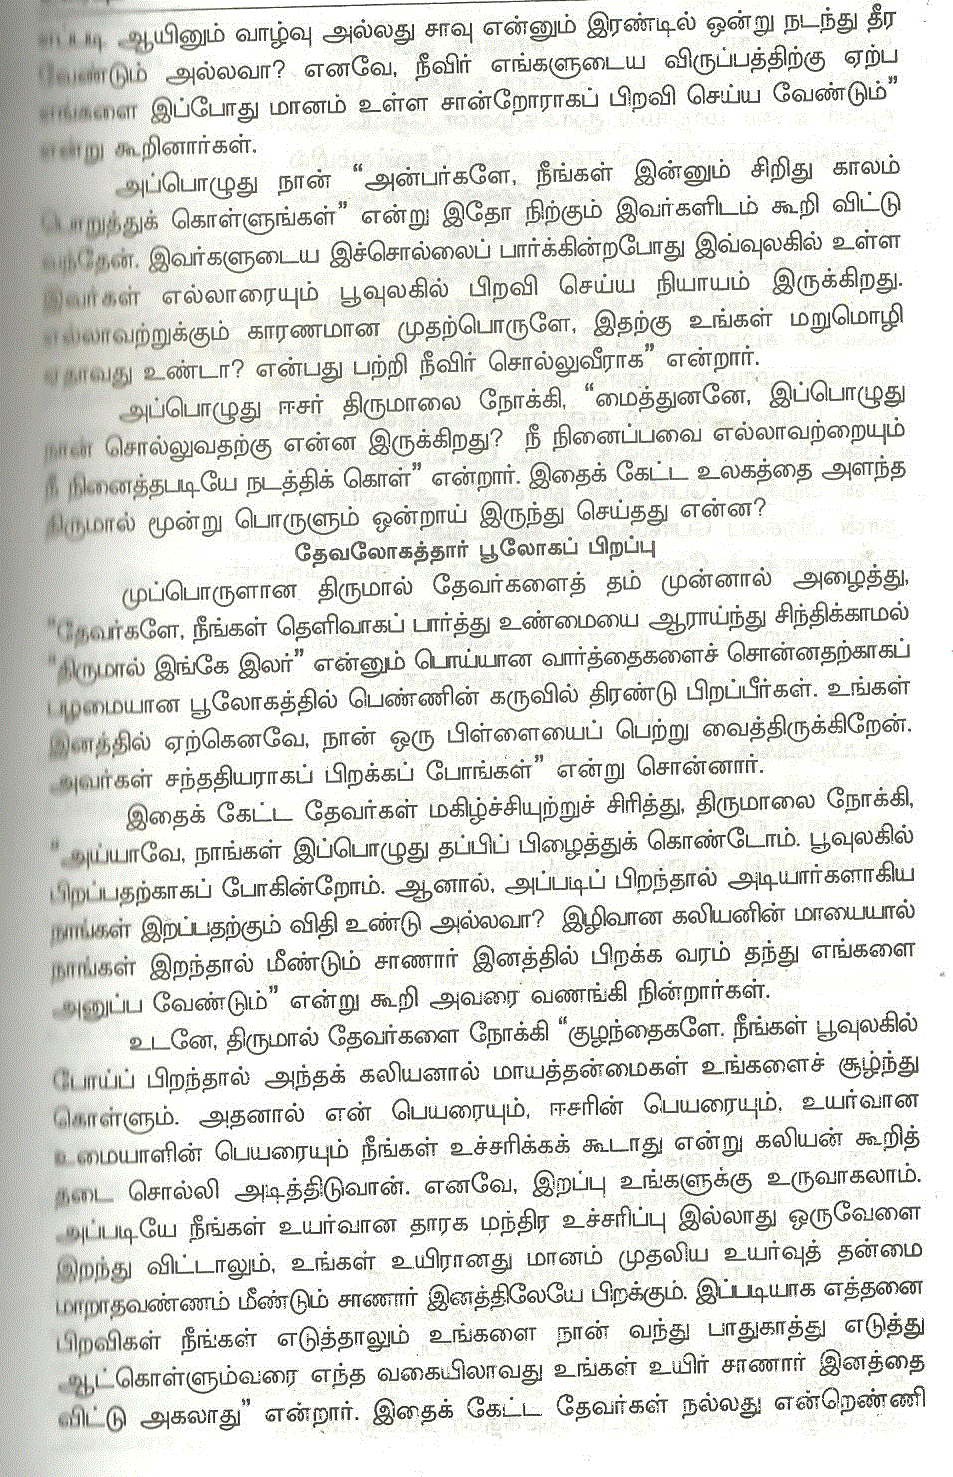 எப்படி ஆயினும் வாழ்வு அல்லது சாவு என்னும் இரண்டில் ஒன்று நடந்து தீர
வேண்டும் அல்லவா? எனவே, நீவிர் எங்களுடைய விருப்பத்திற்கு ஏற்ப
எங்களை இப்போது மானம் உள்ள சான்றோராகப் பிறவி செய்ய வேண்டும்”
என்று கூறினார்கள்.
அப்பொழுது நான் “அன்பர்களே, நீங்கள் இன்னும் சிறிது காலம்
பொறுத்துக் கொள்ளுங்கள்” என்று இதோ நிற்கும் இவர்களிடம் கூறி விட்டு
வந்தேன். இவர்களுடைய இச்சொல்லைப் பார்க்கின்றபோது இவ்வுலகில் உள்ள
இவர்கள் எல்லாரையும் பூவுலகில் பிறவி செய்ய நியாயம் இருக்கிறது.
எல்லாவற்றுக்கும் காரணமான முதற்பொருளே, இதற்கு உங்கள் மறுமொழி
ஏதாவது உண்டா? என்பது பற்றி நீவிர் சொல்லுவீராக” என்றார்.
அப்பொழுது ஈசர் திருமாலை நோக்கி, “மைத்துனனே, இப்பொழுது
நான் சொல்லுவதற்கு என்ன இருக்கிறது? நீ நினைப்பவை எல்லாவற்றையும்
நீ நினைத்தபடியே நடத்திக் கொள்” என்றார். இதைக் கேட்ட உலகத்தை அளந்த
திருமால் மூன்று பொருளும் ஒன்றாய் இருந்து செய்தது என்ன?
தேவலோகத்தார் பூலோகப் பிறப்பு
முப்பொருளான திருமால் தேவர்களைத் தம் முன்னால் அழைத்து,
“தேவர்களே, நீங்கள் தெளிவாகப் பார்த்து உண்மையை ஆராய்ந்து சிந்திக்காமல்
“திருமால் இங்கே இலர்” என்னும் பொய்யான வார்த்தைகளைச் சொன்னதற்காகப்
பழமையான பூலோகத்தில் பெண்ணின் கருவில் திரண்டு பிறப்பீர்கள். உங்கள்
இனத்தில் ஏற்கெனவே, நான் ஒரு பிள்ளையைப் பெற்று வைத்திருக்கிறேன்.
அவர்கள் சந்ததியராகப் பிறக்கப் போங்கள்” என்று சொன்னார்.
இதைக் கேட்ட தேவர்கள் மகிழ்ச்சியுற்றுச் சிரித்து, திருமாலை நோக்கி,
“அய்யாவே, நாங்கள் இப்பொழுது தப்பிப் பிழைத்துக் கொண்டோம். பூவுலகில்
பிறப்பதற்காகப் போகின்றோம். ஆனால், அப்படிப் பிறந்தால் அடியார்களாகிய
நாங்கள் இறப்பதற்கும் விதி உண்டு அல்லவா? இழிவான கலியனின் மாயையால்
நாங்கள் இறந்தால் மீண்டும் சாணார் இனத்தில் பிறக்க வரம் தந்து எங்களை
அனுப்ப வேண்டும்” என்று கூறி அவரை வணங்கி நின்றார்கள்.
உடனே, திருமால் தேவர்களை நோக்கி “குழந்தைகளே. நீங்கள் பூவுலகில்
போய்ப் பிறந்தால் அந்தக் கலியனால் மாயத்தன்மைகள் உங்களைச் சூழ்ந்து
கொள்ளும். அதனால் என் பெயரையும், ஈசரின் பெயரையும், உயர்வான
உமையாளின் பெயரையும் நீங்கள் உச்சரிக்கக் கூடாது என்று கலியன் கூறித்
தடை சொல்லி அடித்திடுவான். எனவே, இறப்பு உங்களுக்கு உருவாகலாம்.
அப்படியே நீங்கள் உயர்வான தாரக மந்திர உச்சரிப்பு இல்லாது ஒருவேளை
இறந்து விட்டாலும், உங்கள் உயிரானது மானம் முதலிய உயர்வுத் தன்மை
மாறாதவண்ணம் மீண்டும் சாணார் இனத்திலேயே பிறக்கும். இப்படியாக எத்தனை
பிறவிகள் நீங்கள் எடுத்தாலும் உங்களை நான் வந்து பாதுகாத்து எடுத்து
ஆட்கொள்ளும்வரை எந்த வகையிலாவது உங்கள் உயிர் சாணார் இனத்தை
விட்டு அகலாது” என்றார். இதைக் கேட்ட தேவர்கள் நல்லது என்றெண்ணி